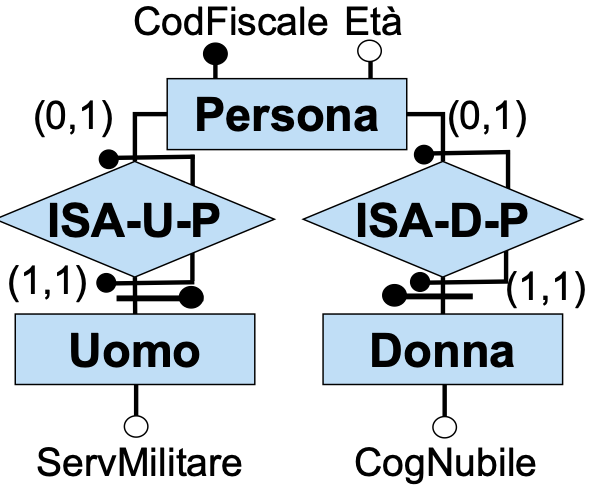 CodFiscale Età
(0,1) Persona (0,1)
ISA-U-P ISA-D-P
(1,1) (1,1)
Uomo Donna
ServMilitare CogNubile